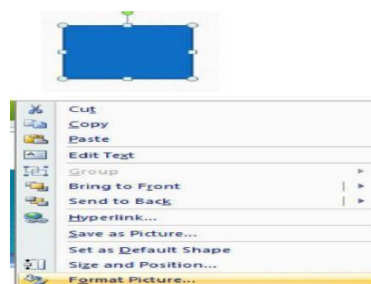 Cut
Copy
Paste
Edit Text
Group
Bring to Front
Send to Back
Hyperlink...
Save as Picture...
Set as Default Shape
Size and Position...
Format Picture...